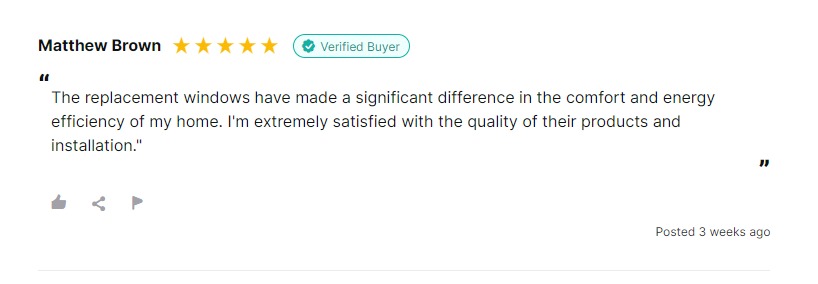 Matthew Brown Verified Buyer
“
The replacement windows have made a significant difference in the comfort and energy
efficiency of my home. I'm extremely satisfied with the quality of their products and
installation."
”
Posted 3 weeks ago